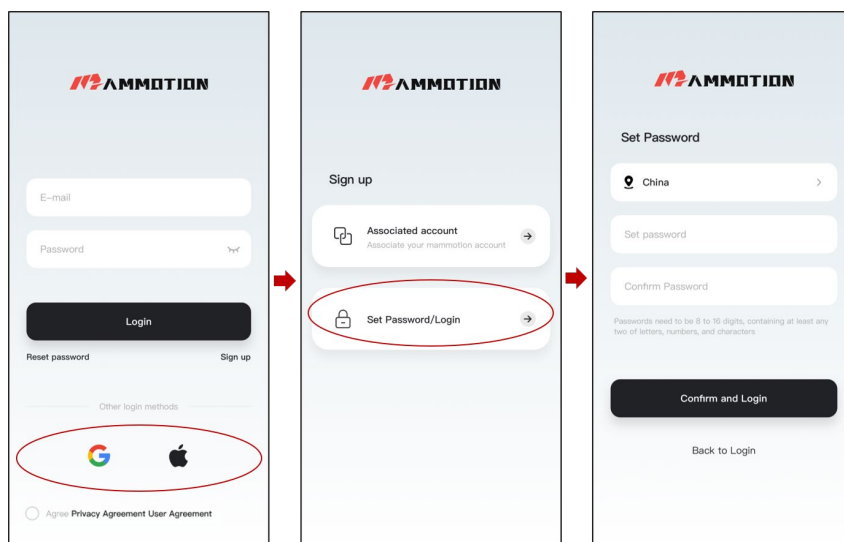 MAMMOTION
E-mail
Password
Login
Reset password
Sign up
Other login methods
Agree Privacy Agreement User Agreement
MAMMOTION
Sign up
Associated account
Associate your mammotion account
Set Password/Login
MAMMOTION
Set Password
China
Set password
Confirm Password
Passwords need to be 8 to 16 digits, containing at least any
two of letters, numbers, and characters
Confirm and Login
Back to Login